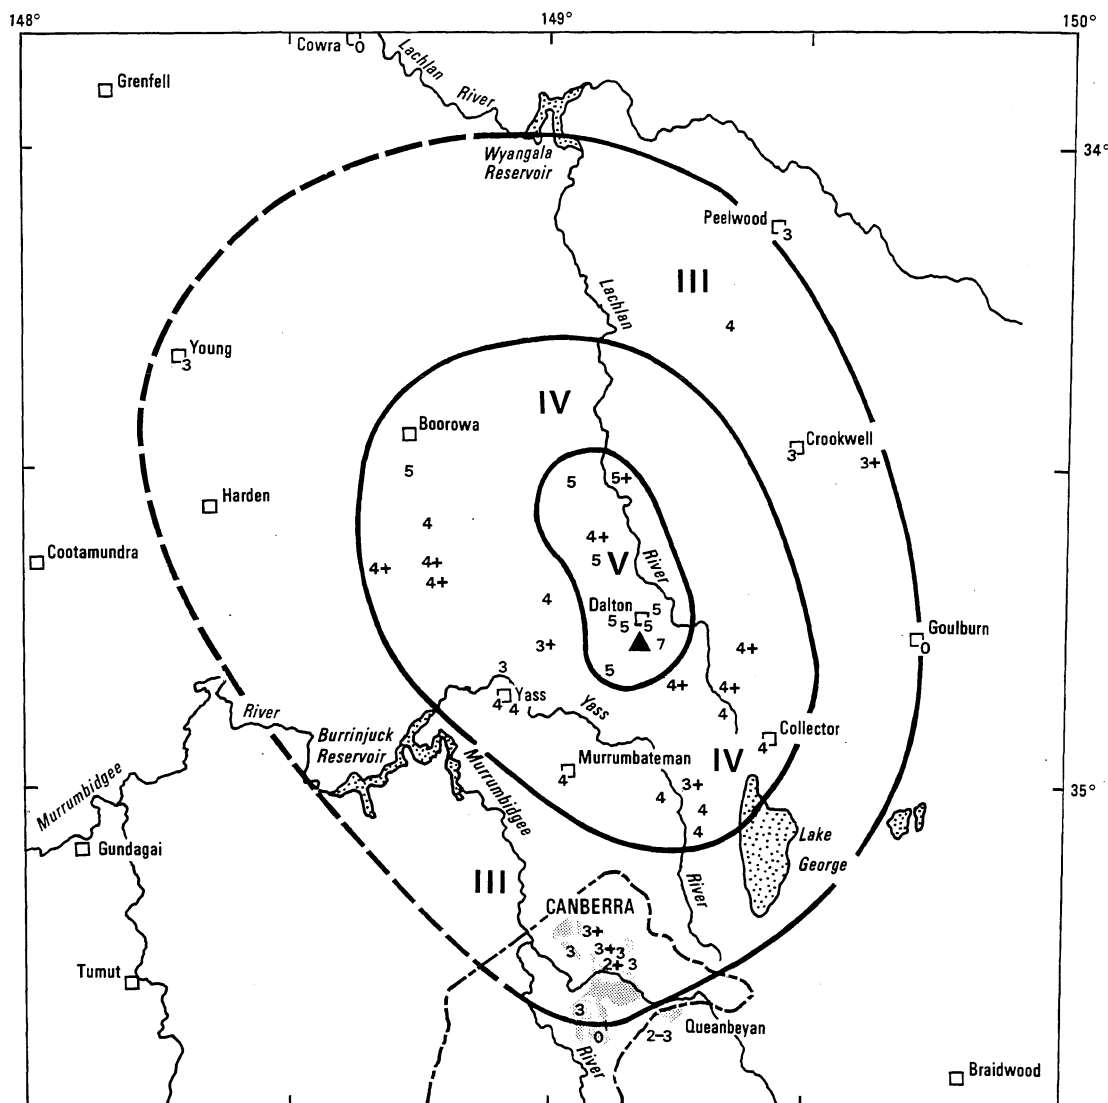 148°
149°
150°
Cowra 0
Lachlan
River
Grenfell
34°
Wyangala
Reservoir
Peelwood
3
III
Lachlan
4
Young
3
IV
Boorowa
5
Crookwell
3
3+
5
5+
Harden
4
4+
Cootamundra
4+
4+
4+
5
V
River
4
Dalton
5
5
5
5
7
3+
4+
Goulburn
0
3
5
4+
4+
Yass
4
4
Yass
4
River
Burrinjuck
Reservoir
Collector
4
Murrumbateman
4
IV
Murrumbidgee
Murrumbidgee
3+
4
4
4
35°
Gundagai
Lake
George
III
River
CANBERRA
3+
3
3+
3
2+
3
Tumut
3
0
2–3
Queanbeyan
River
Braidwood